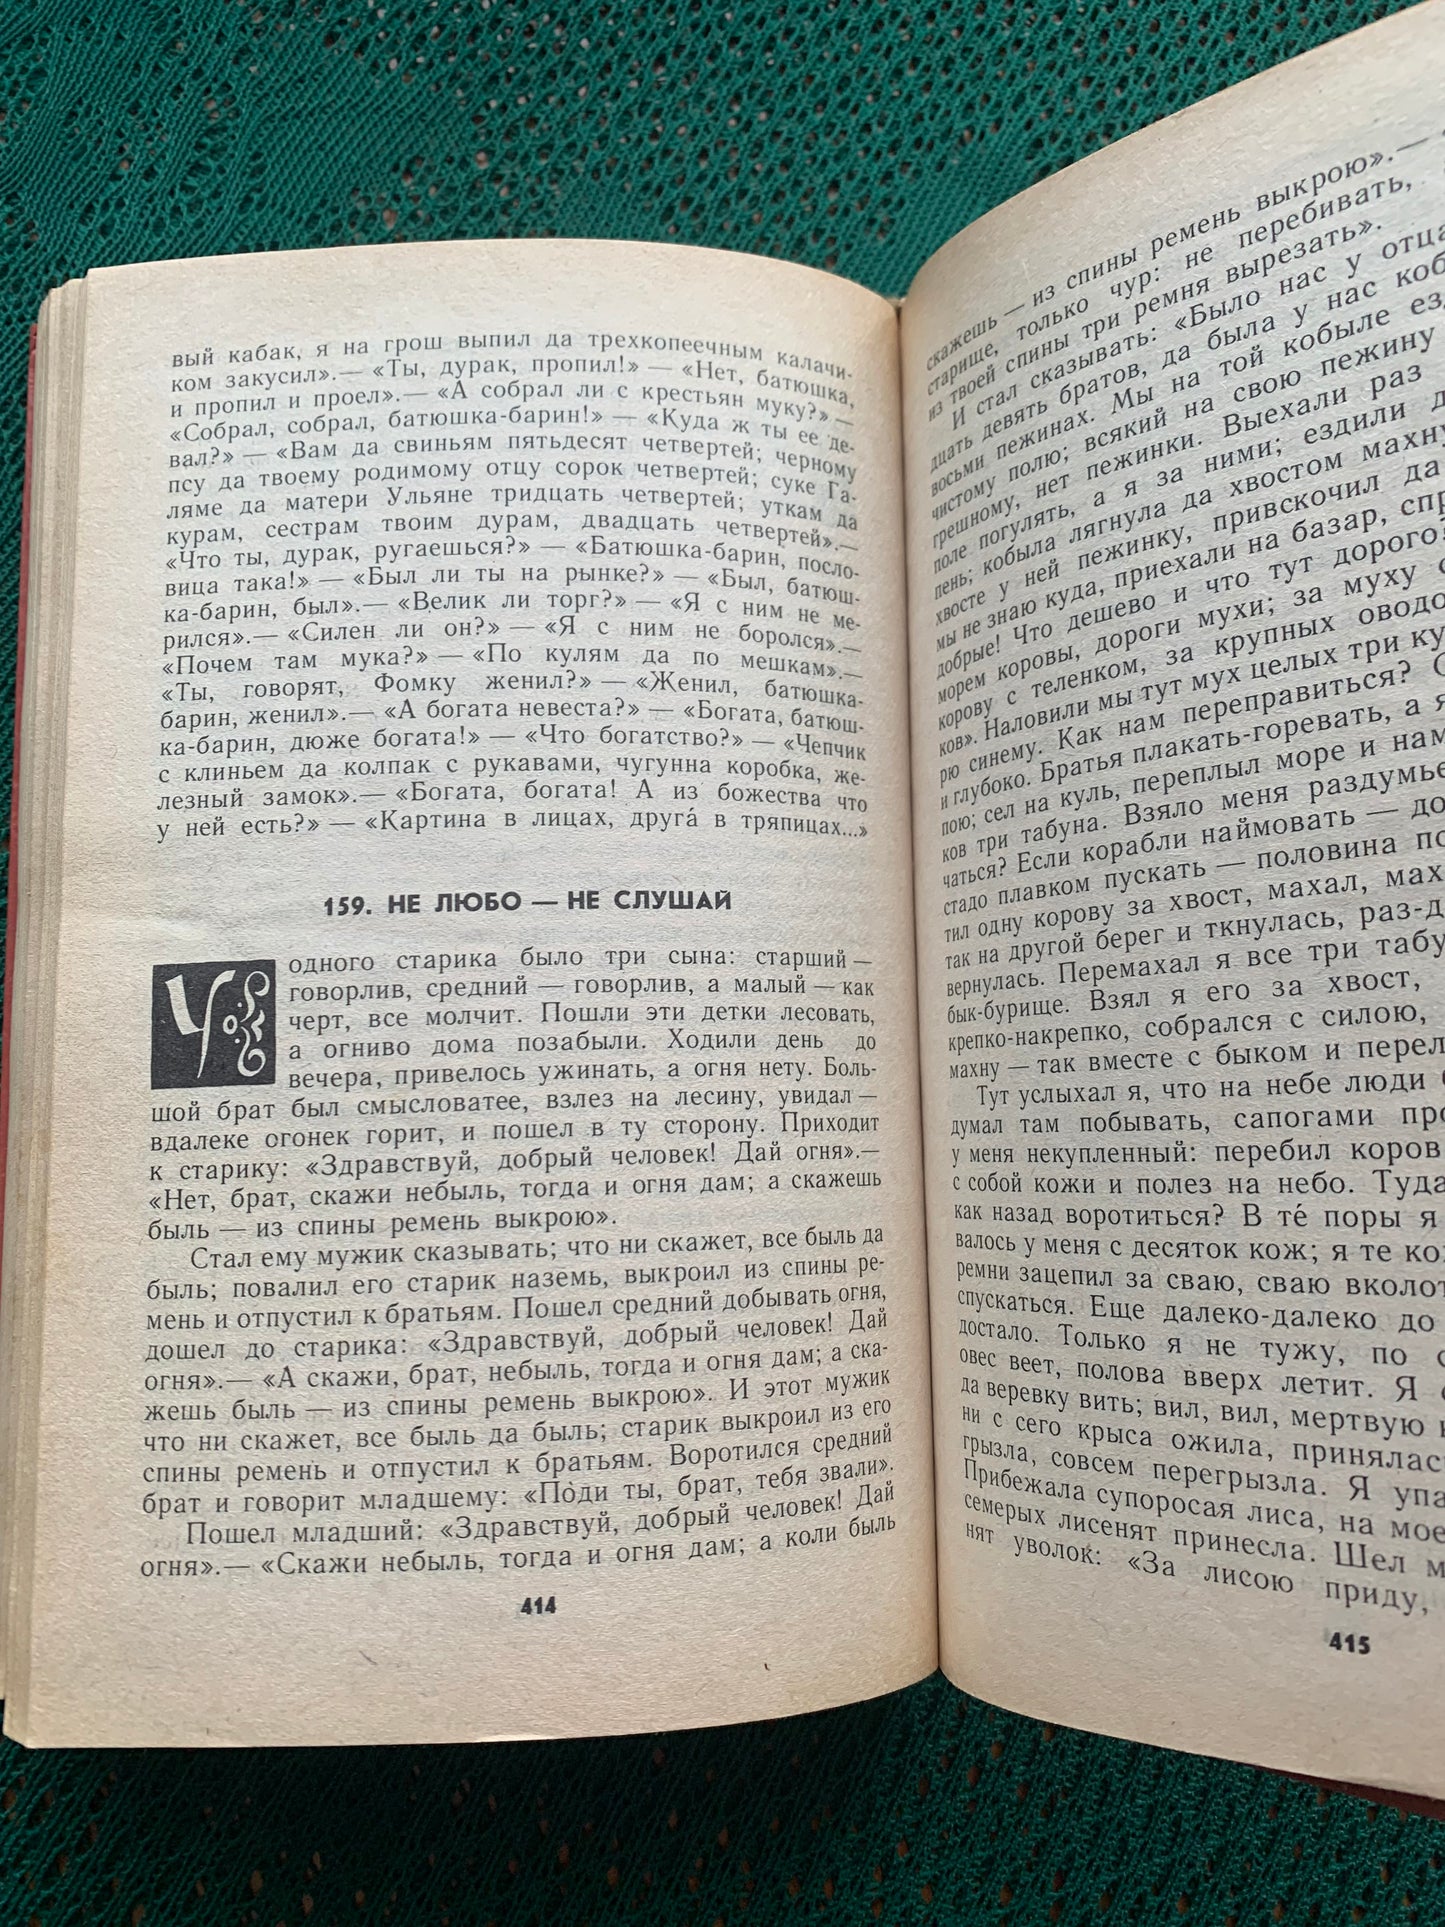 вый кабак, я на грош выпил да трехкопеечным калачи-
ком закусил».— «Ты, дурак, пропил!» — «Нет, батюшка,
и пропил и проел».— «А собрал ли с крестьян муку?» —
«Собрал, собрал, батюшка-барин!» — «Куда ж ты ее де-
вал?» — «Вам да свиньям пятьдесят четвертей; черному
псу да твоему родимому отцу сорок четвертей; суке Га-
ляме да матери Ульяне тридцать четвертей; уткам да
курам, сестрам твоим дурам, двадцать четвертей».—
«Что ты, дурак, ругаешься?» — «Батюшка-барин, посло-
вица така!» — «Был ли ты на рынке?» — «Был, батюш-
ка-барин, был».— «Велик ли торг?» — «Я с ним не ме-
рился».— «Силен ли он?» — «Я с ним не боролся».—
«Почем там мука?» — «По кулям да по мешкам».—
«Ты, говорят, Фомку женил?» — «Женил, батюшка-
барин, женил».— «А богата невеста?» — «Богата, батюш-
ка-барин, дюже богата!» — «Что богатство?» — «Чепчик
с клиньем да колпак с рукавами, чугунна коробка, же-
лезный замок».— «Богата, богата! А из божества что
у ней есть?» — «Картина в лицах, друга́ в тряпицах...»
159. НЕ ЛЮБО — НЕ СЛУШАЙ
У одного старика было три сына: старший —
говорлив, средний — говорлив, а малый — как
черт, все молчит. Пошли эти детки лесовать,
а огниво дома позабыли. Ходили день до
вечера, привелось ужинать, а огня нету. Боль-
шой брат был смысловатее, взлез на лесину, увидал —
вдалеке огонек горит, и пошел в ту сторону. Приходит
к старику: «Здравствуй, добрый человек! Дай огня».—
«Нет, брат, скажи небыль, тогда и огня дам; а скажешь
быль — из спины ремень выкрою».
Стал ему мужик сказывать; что ни скажет, все быль да
быль; повалил его старик наземь, выкроил из спины ре-
мень и отпустил к братьям. Пошел средний добывать огня,
дошел до старика: «Здравствуй, добрый человек! Дай
огня».— «А скажи, брат, небыль, тогда и огня дам; а ска-
жешь быль — из спины ремень выкрою». И этот мужик
что ни скажет, все быль да быль; старик выкроил из его
спины ремень и отпустил к братьям. Воротился средний
брат и говорит младшему: «Поди ты, брат, тебя звали».
Пошел младший: «Здравствуй, добрый человек! Дай
огня».— «Скажи небыль, тогда и огня дам; а коли быль
414
скажешь — из спины ремень выкрою».—
старище, только чур: не перебивать,
из твоей спины три ремня вырезать».
И стал сказывать: «Было нас у отца
дцать девять братов, да была у нас коб
восьми пежинах. Мы на той кобыле езд
чистому полю; всякий на свою пежину
грешному, нет пежинки. Выехали раз
поле погулять, а я за ними; ездили д
пень; кобыла лягнула да хвостом махну
хвосте у ней пежинку, привскочил да
мы не знаю куда, приехали на базар, спр
добрые! Что дешево и что тут дорого?
морем коровы, дороги мухи; за муху
корову с теленком, за крупных оводо
ков». Наловили мы тут мух целых три ку
рю синему. Как нам переправиться? С
и глубоко. Братья плакать-горевать, а я
пою; сел на куль, переплыл море и нам
ков три табуна. Взяло меня раздумье
чаться? Если корабли наймовать — до
стадо плавком пускать — половина по
тил одну корову за хвост, махал, мах
так на другой берег и ткнулась, раз-д
вернулась. Перемахал я все три табу
бык-бурище. Взял я его за хвост,
крепко-накрепко, собрался с силою,
махну — так вместе с быком и перел
Тут услыхал я, что на небе люди б
думал там побывать, сапогами про
у меня некупленный: перебил коров
с собой кожи и полез на небо. Туда
как назад воротиться? В те́ поры я
валось у меня с десяток кож; я те ко
ремни зацепил за сваю, сваю вколот
спускаться. Еще далеко-далеко до
достало. Только я не тужу, по с
овес веет, полова вверх летит. Я
да веревку вить; вил, вил, мертвую
ни с сего крыса ожила, принялас
грызла, совсем перегрызла. Я упа
Прибежала супоросая лиса, на мое
семерых лисенят принесла. Шел м
нят уволок: «За лисою приду,
415